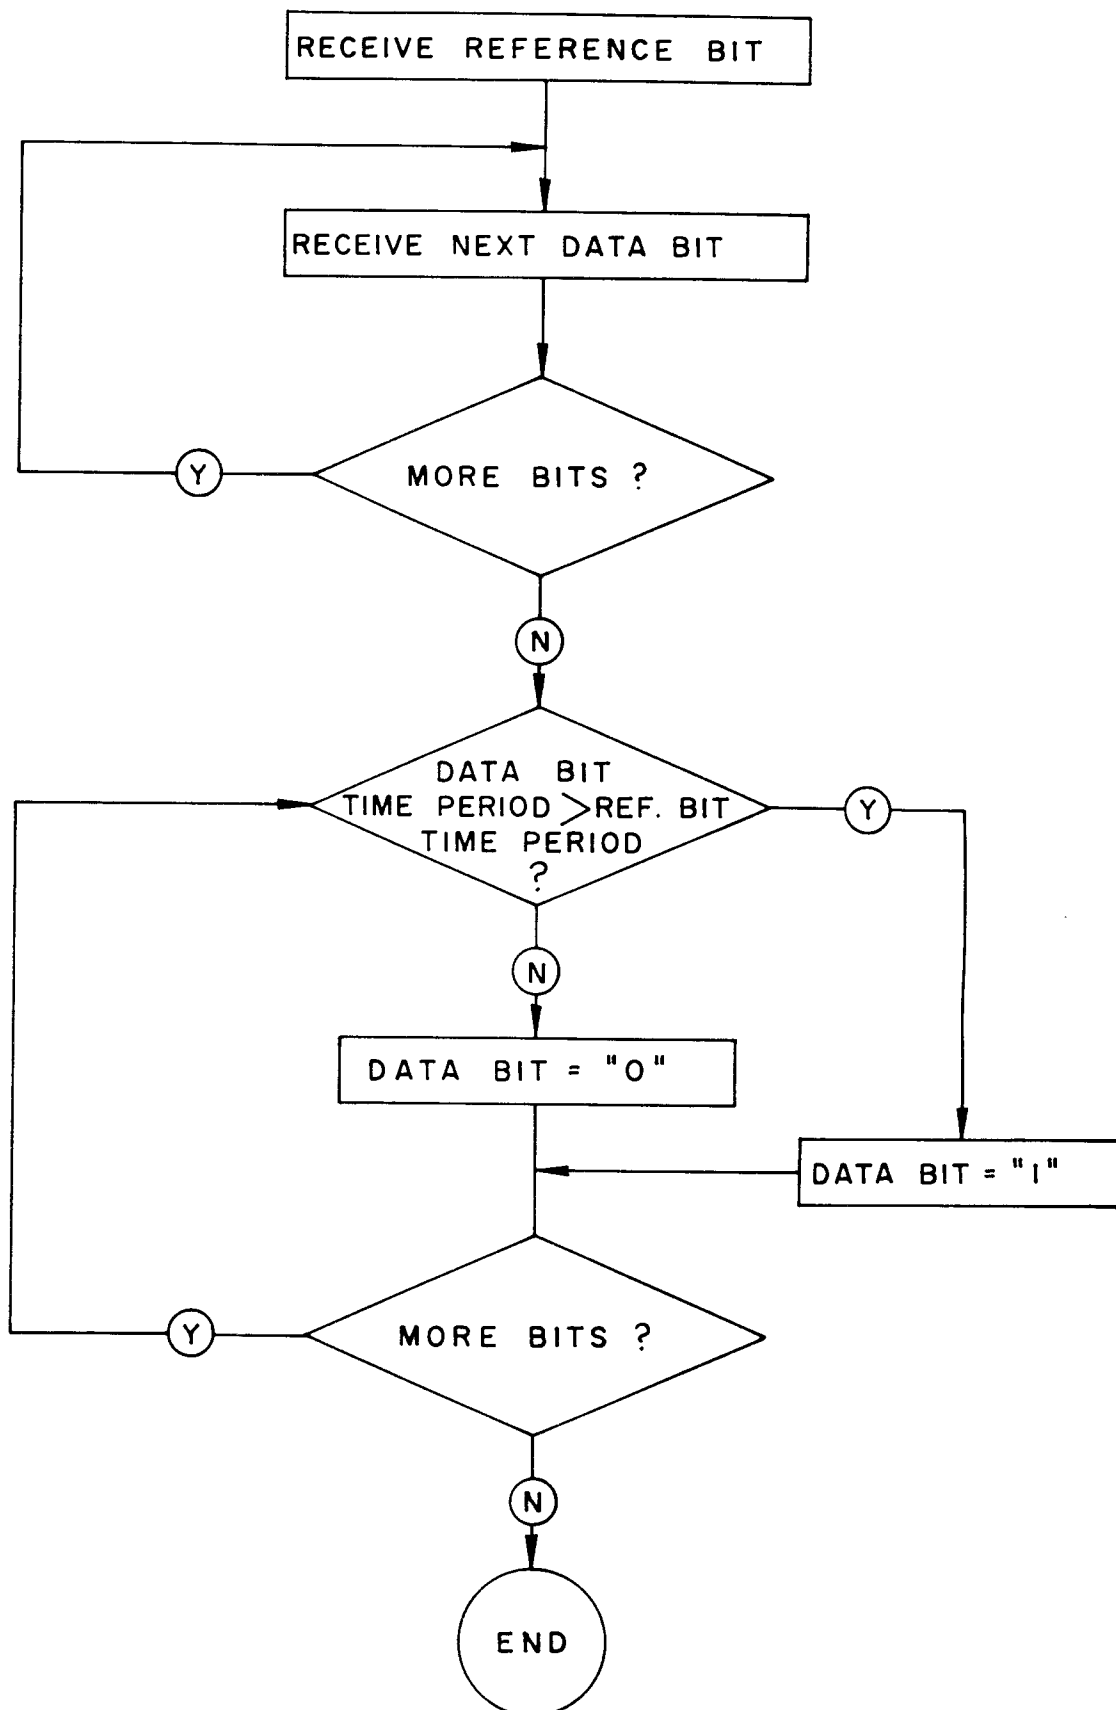 RECEIVE REFERENCE BIT
RECEIVE NEXT DATA BIT
MORE BITS ?
Y
N
DATA BIT
TIME PERIOD > REF. BIT
TIME PERIOD
?
Y
N
DATA BIT = "0"
DATA BIT = "1"
MORE BITS ?
Y
N
END